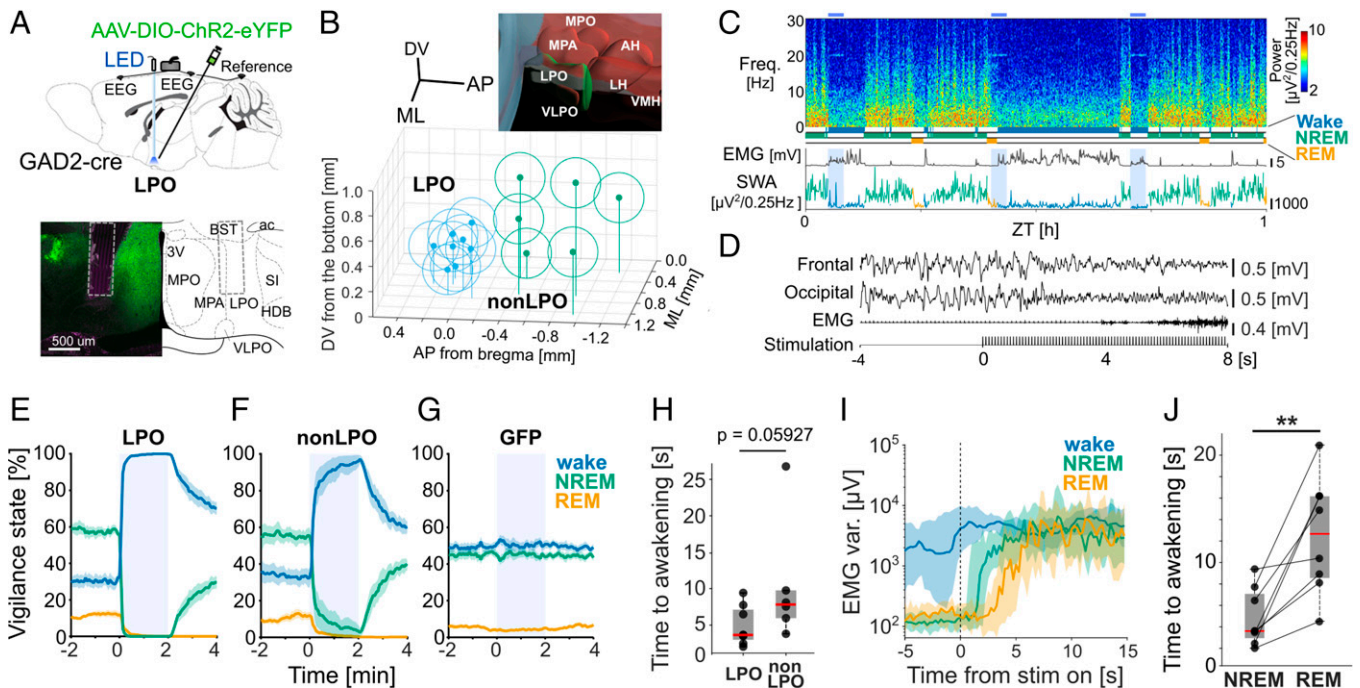 A
AAV-DIO-ChR2-eYFP
LED
Reference
EEG
EEG
GAD2-cre
LPO
BST
ac
3V
MPO
SI
MPA
LPO
HDB
500 um
VLPO
B
DV
AP
ML
MPO
MPA
AH
LPO
LH
VMH
VLPO
DV from the bottom [mm]
1.0
0.8
0.6
0.4
0.2
0
LPO
nonLPO
0.4
0.0
-0.4
-0.8
-1.2
AP from bregma [mm]
0.0
0.4
0.8
1.2
ML [mm]
C
30
20
10
0
Freq.
[Hz]
10
2
Power
[µV²/0.25Hz]
Wake
NREM
REM
EMG [mV]
5
SWA
[µV²/0.25Hz]
1000
0
ZT [h]
1
D
Frontal
0.5 [mV]
Occipital
0.5 [mV]
EMG
0.4 [mV]
Stimulation
-4
0
4
8
[s]
E
LPO
Vigilance state [%]
100
80
60
40
20
0
-2
0
2
4
F
nonLPO
100
80
60
40
20
0
-2
0
2
4
Time [min]
G
GFP
wake
NREM
REM
100
80
60
40
20
0
-2
0
2
4
H
p = 0.05927
Time to awakening [s]
25
20
15
10
5
0
LPO
non
LPO
I
wake
NREM
REM
EMG var. [µV]
10⁵
10⁴
10³
10²
-5
0
5
10
15
Time from stim on [s]
J
**
Time to awakening [s]
20
10
0
NREM
REM